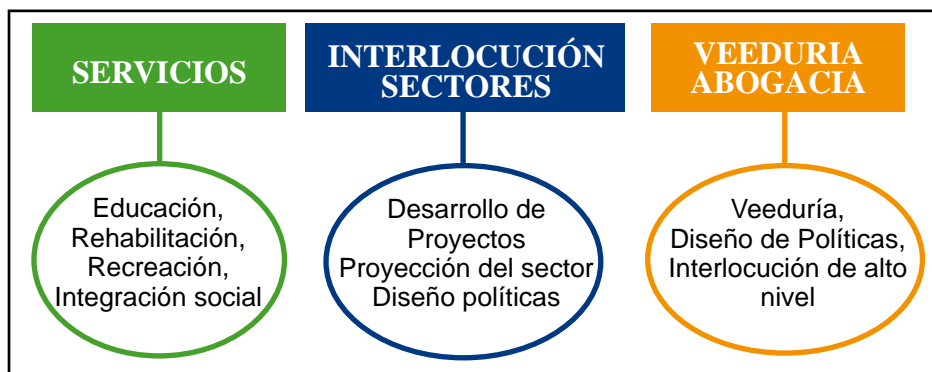 SERVICIOS
Educación,
Rehabilitación,
Recreación,
Integración social
INTERLOCUCIÓN
SECTORES
Desarrollo de
Proyectos
Proyección del sector
Diseño políticas
VEEDURIA
ABOGACIA
Veeduría,
Diseño de Políticas,
Interlocución de alto
nivel